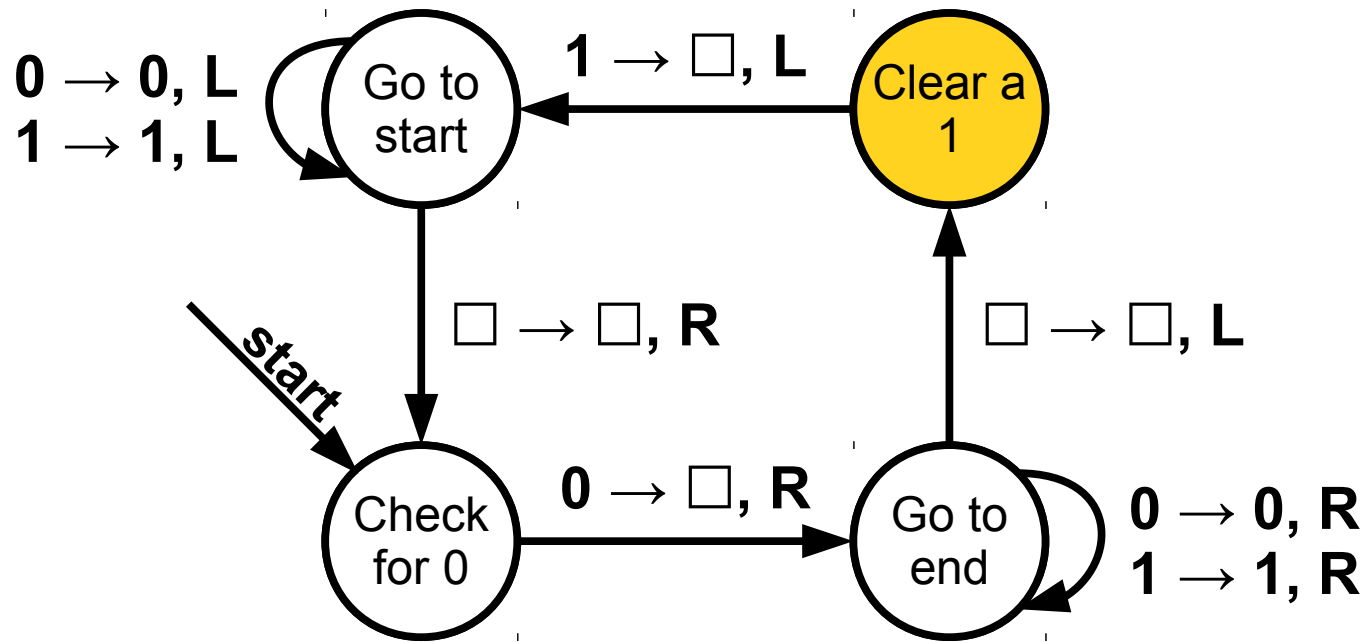 0 → 0, L
1 → 1, L
Go to
start
1 → □, L
Clear a
1
□ → □, R
□ → □, L
start
Check
for 0
0 → □, R
Go to
end
0 → 0, R
1 → 1, R